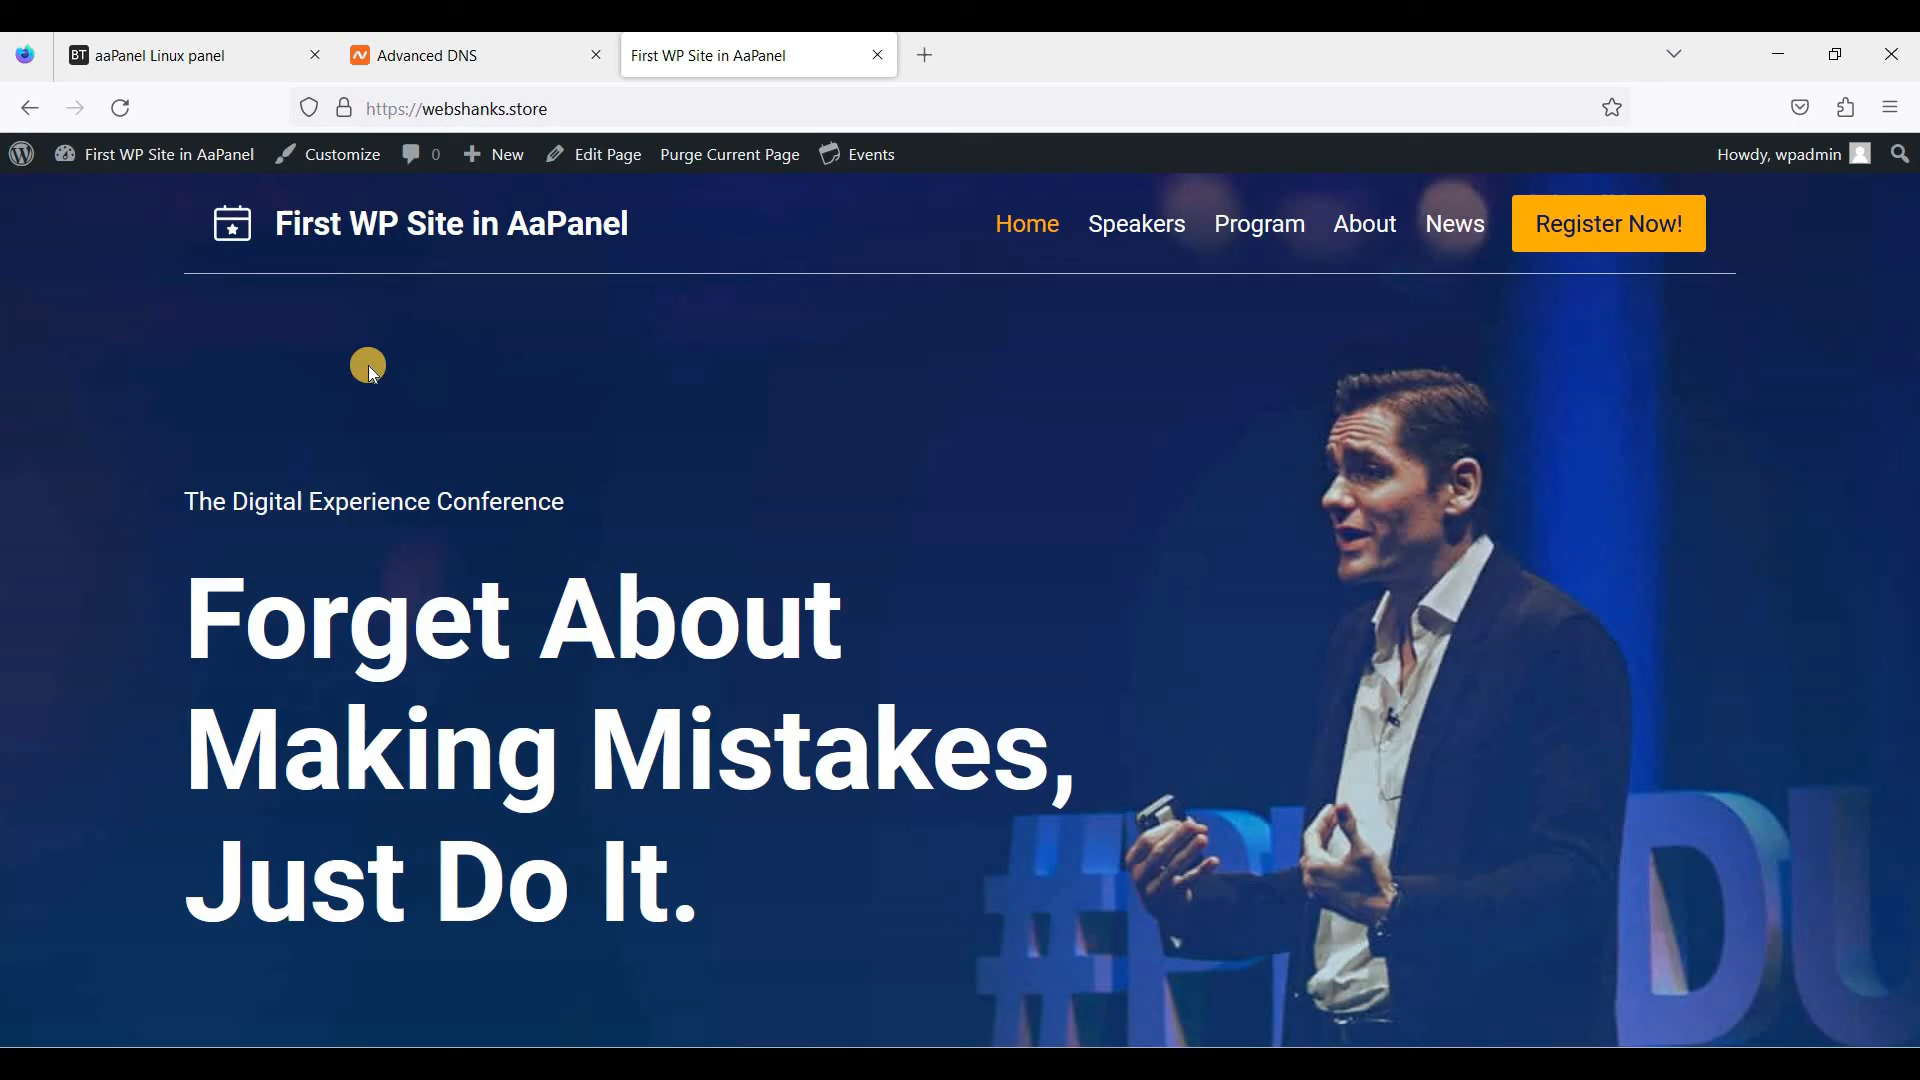 BT aaPanel Linux panel
Advanced DNS
First WP Site in AaPanel
https://webshanks.store
First WP Site in AaPanel
Customize
0
New
Edit Page
Purge Current Page
Events
Howdy, wpadmin
First WP Site in AaPanel
Home
Speakers
Program
About
News
Register Now!
The Digital Experience Conference
Forget About
Making Mistakes,
Just Do It.